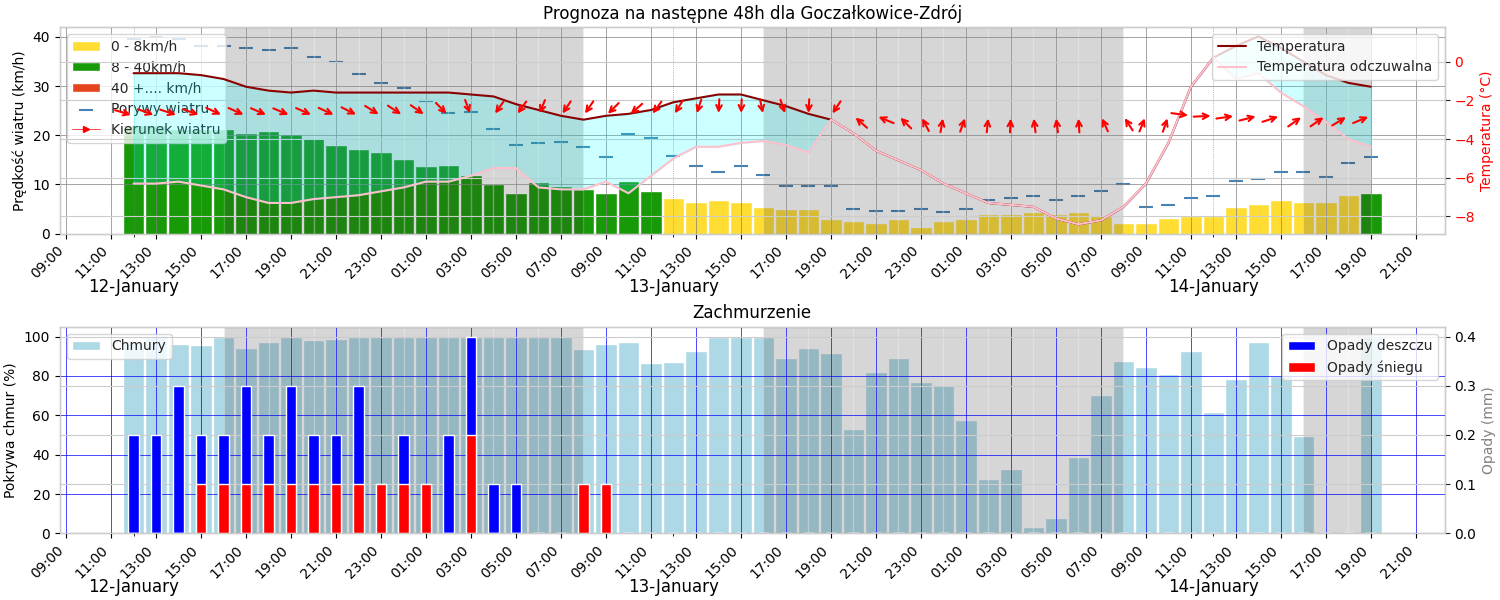 Prognoza na następne 48h dla Goczałkowice-Zdrój
40
30
20
10
0
Prędkość wiatru (km/h)
0 - 8km/h
8 - 40km/h
40 +.... km/h
Porywy wiatru
Kierunek wiatru
Temperatura
Temperatura odczuwalna
0
−2
−4
−6
−8
Temperatura (°C)
09:00 11:00 13:00 15:00 17:00 19:00 21:00 23:00 01:00 03:00 05:00 07:00 09:00 11:00 13:00 15:00 17:00 19:00 21:00 23:00 01:00 03:00 05:00 07:00 09:00 11:00 13:00 15:00 17:00 19:00 21:00
12-January 13-January 14-January
Zachmurzenie
100
80
60
40
20
0
Pokrywa chmur (%)
Chmury
Opady deszczu
Opady śniegu
0.4
0.3
0.2
0.1
0.0
Opady (mm)
09:00 11:00 13:00 15:00 17:00 19:00 21:00 23:00 01:00 03:00 05:00 07:00 09:00 11:00 13:00 15:00 17:00 19:00 21:00 23:00 01:00 03:00 05:00 07:00 09:00 11:00 13:00 15:00 17:00 19:00 21:00
12-January 13-January 14-January